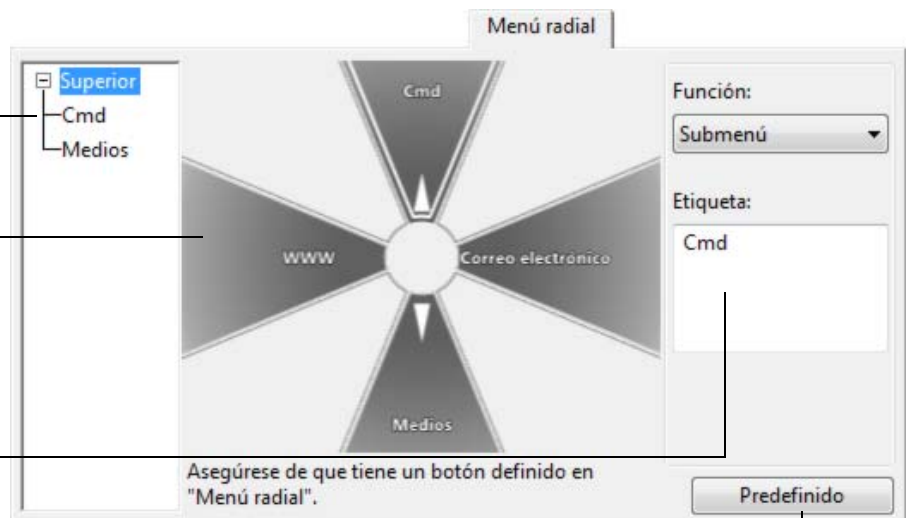 Menú radial
Superior
Cmd
Medios
Cmd
WWW
Correo electrónico
Medios
Asegúrese de que tiene un botón definido en
"Menú radial".
Función:
Submenú
Etiqueta:
Cmd
Predefinido